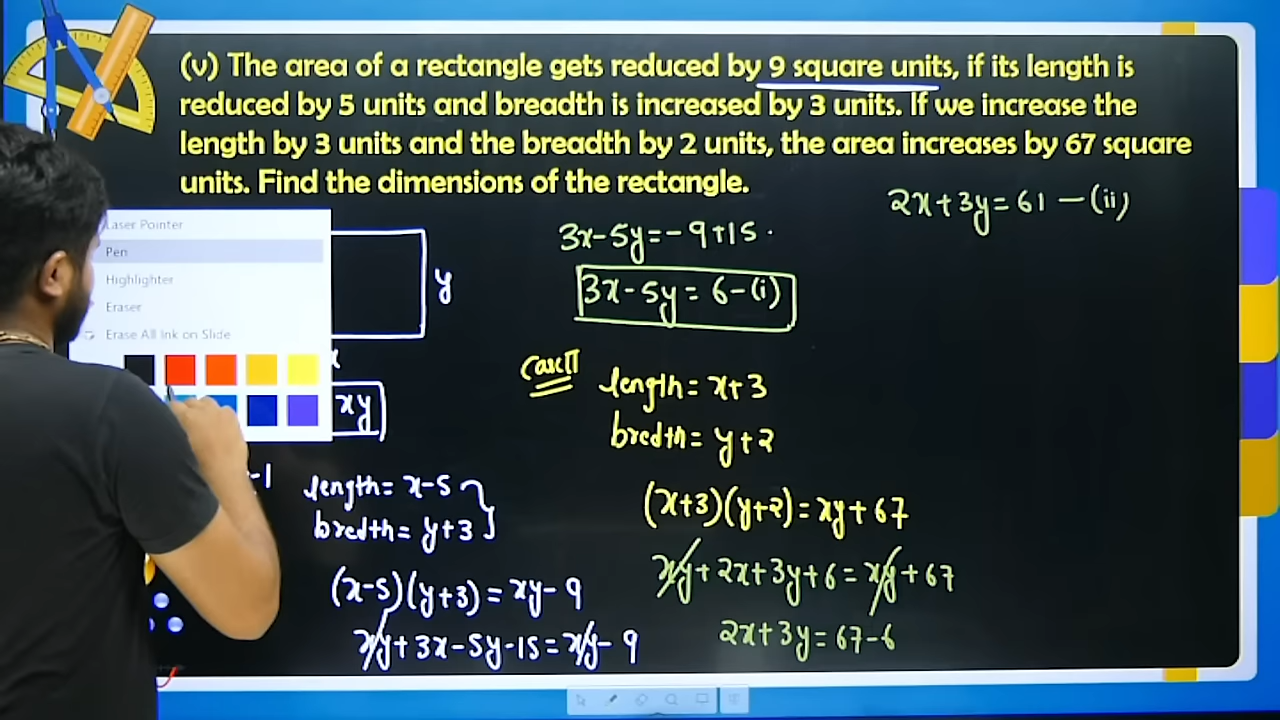 (v) The area of a rectangle gets reduced by 9 square units, if its length is
reduced by 5 units and breadth is increased by 3 units. If we increase the
length by 3 units and the breadth by 2 units, the area increases by 67 square
units. Find the dimensions of the rectangle.
2x+3y=61-(ii)
Laser Pointer
Pen
Highlighter
Eraser
Erase All Ink on Slide
y
x
xy
-1
length= x-5
bredth= y+3
(x-5)(y+3)= xy-9
xy+3x-5y-15=xy-9
3x-5y=-9+15
3x-5y= 6-(i)
Case II
length= x+3
bredth= y+2
(x+3)(y+2)=xy+67
xy+2x+3y+6=xy+67
2x+3y=67-6